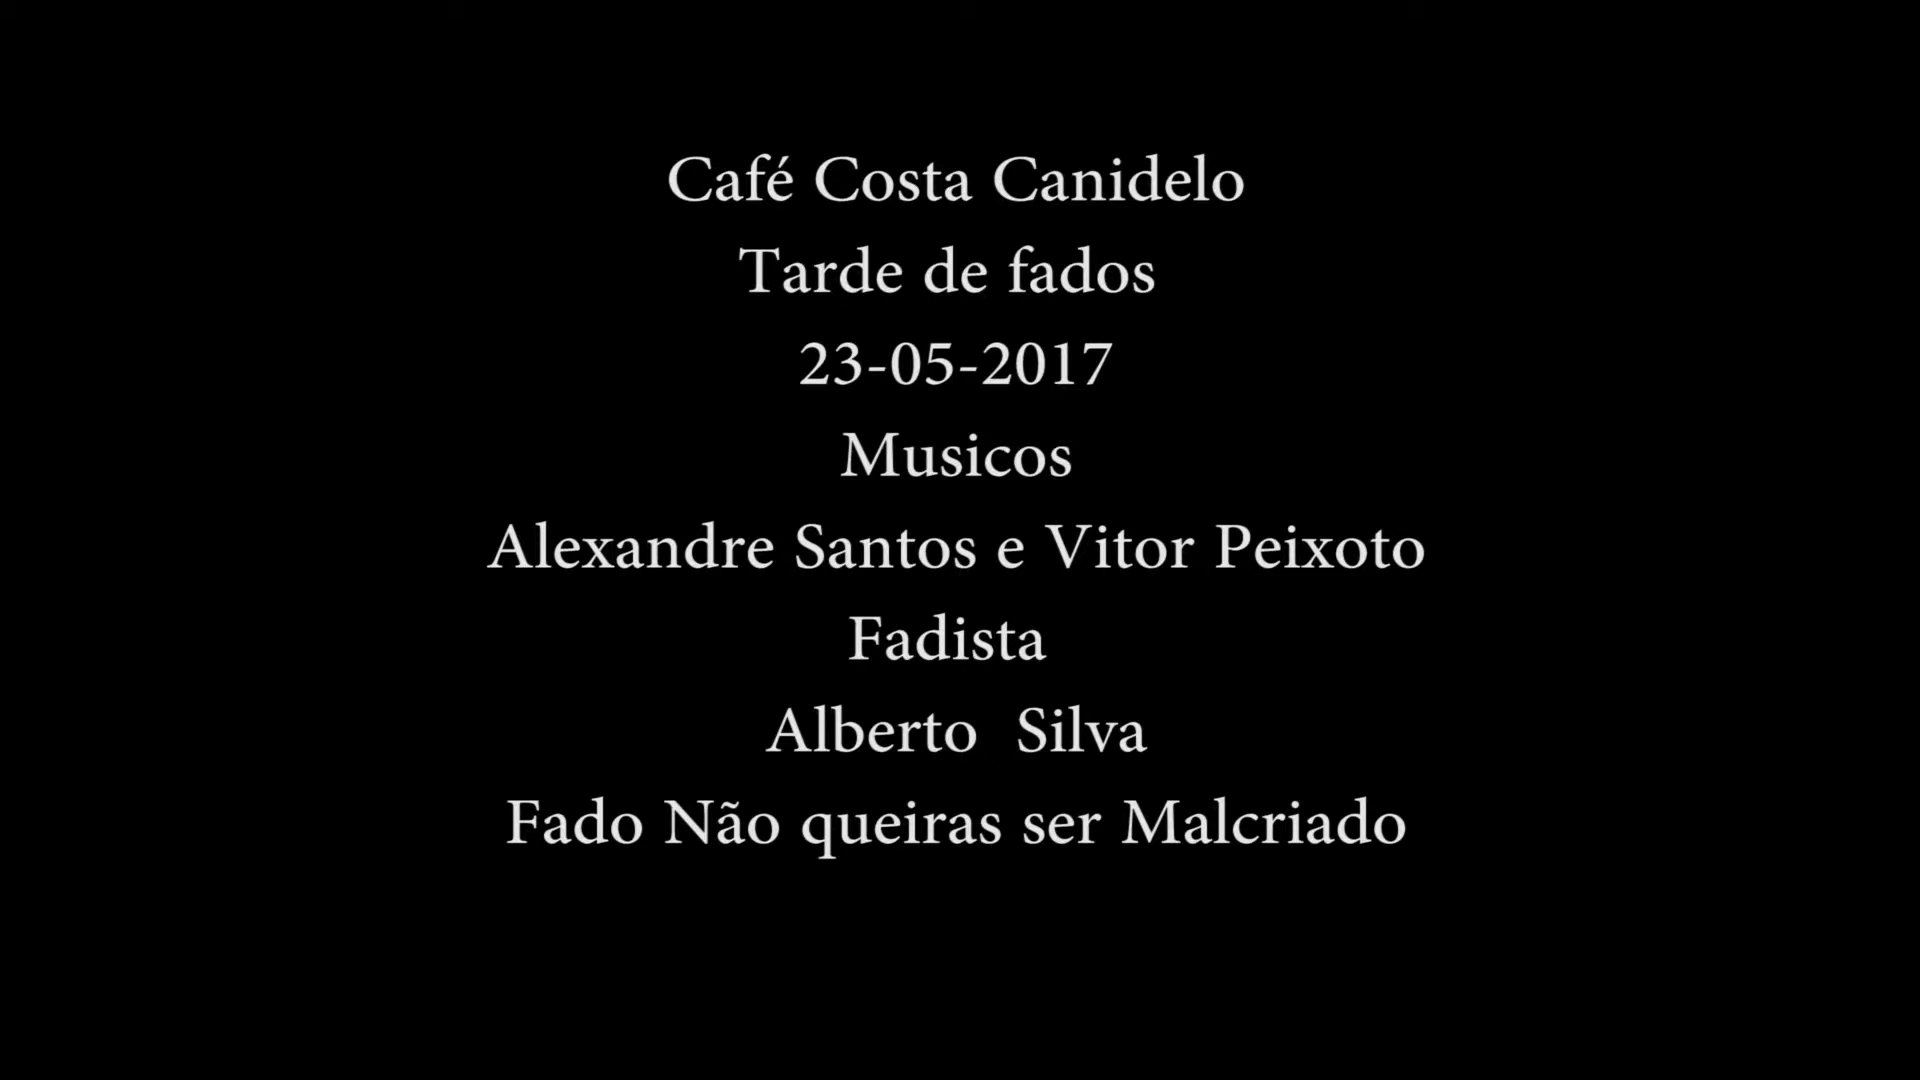 Café Costa Canidelo
Tarde de fados
23-05-2017
Musicos
Alexandre Santos e Vitor Peixoto
Fadista
Alberto  Silva
Fado Não queiras ser Malcriado